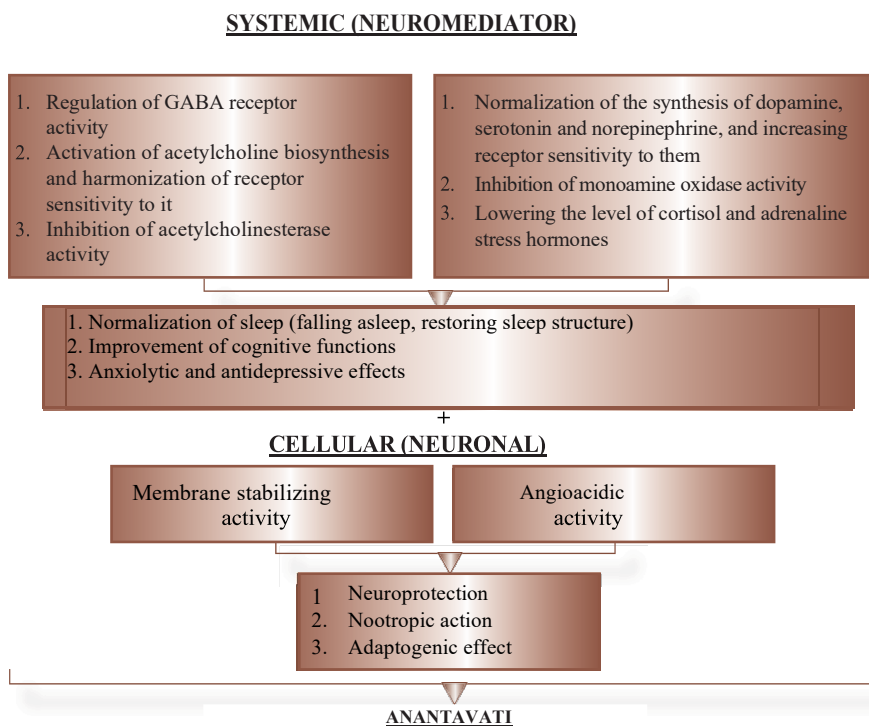 SYSTEMIC (NEUROMEDIATOR)
1. Regulation of GABA receptor
activity
2. Activation of acetylcholine biosynthesis
and harmonization of receptor
sensitivity to it
3. Inhibition of acetylcholinesterase
activity
1. Normalization of the synthesis of dopamine,
serotonin and norepinephrine, and increasing
receptor sensitivity to them
2. Inhibition of monoamine oxidase activity
3. Lowering the level of cortisol and adrenaline
stress hormones
1. Normalization of sleep (falling asleep, restoring sleep structure)
2. Improvement of cognitive functions
3. Anxiolytic and antidepressive effects
+
CELLULAR (NEURONAL)
Membrane stabilizing
activity
Angioacidic
activity
1 Neuroprotection
2. Nootropic action
3. Adaptogenic effect
ANANTAVATI